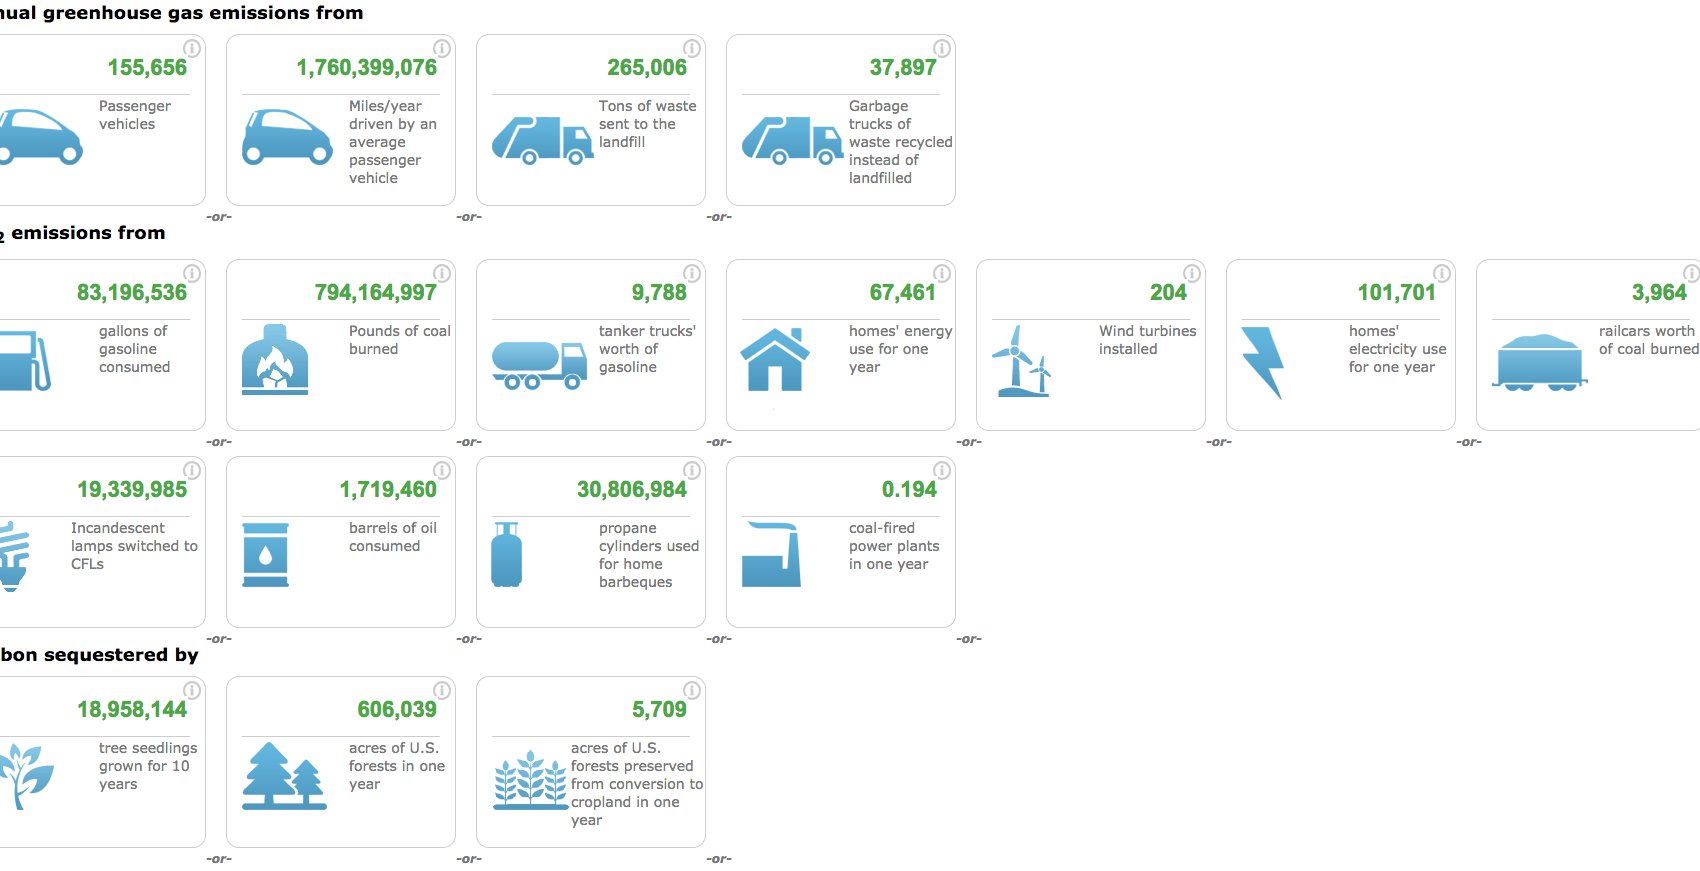 nual greenhouse gas emissions from
155,656
Passenger
vehicles
1,760,399,076
Miles/year
driven by an
average
passenger
vehicle
265,006
Tons of waste
sent to the
landfill
37,897
Garbage
trucks of
waste recycled
instead of
landfilled
-or-
-or-
-or-
2 emissions from
83,196,536
gallons of
gasoline
consumed
794,164,997
Pounds of coal
burned
9,788
tanker trucks'
worth of
gasoline
67,461
homes' energy
use for one
year
204
Wind turbines
installed
101,701
homes'
electricity use
for one year
3,964
railcars worth
of coal burned
-or-
-or-
-or-
-or-
-or-
-or-
19,339,985
Incandescent
lamps switched to
CFLs
1,719,460
barrels of oil
consumed
30,806,984
propane
cylinders used
for home
barbeques
0.194
coal-fired
power plants
in one year
-or-
-or-
-or-
-or-
bon sequestered by
18,958,144
tree seedlings
grown for 10
years
606,039
acres of U.S.
forests in one
year
5,709
acres of U.S.
forests preserved
from conversion to
cropland in one
year
-or-
-or-
-or-